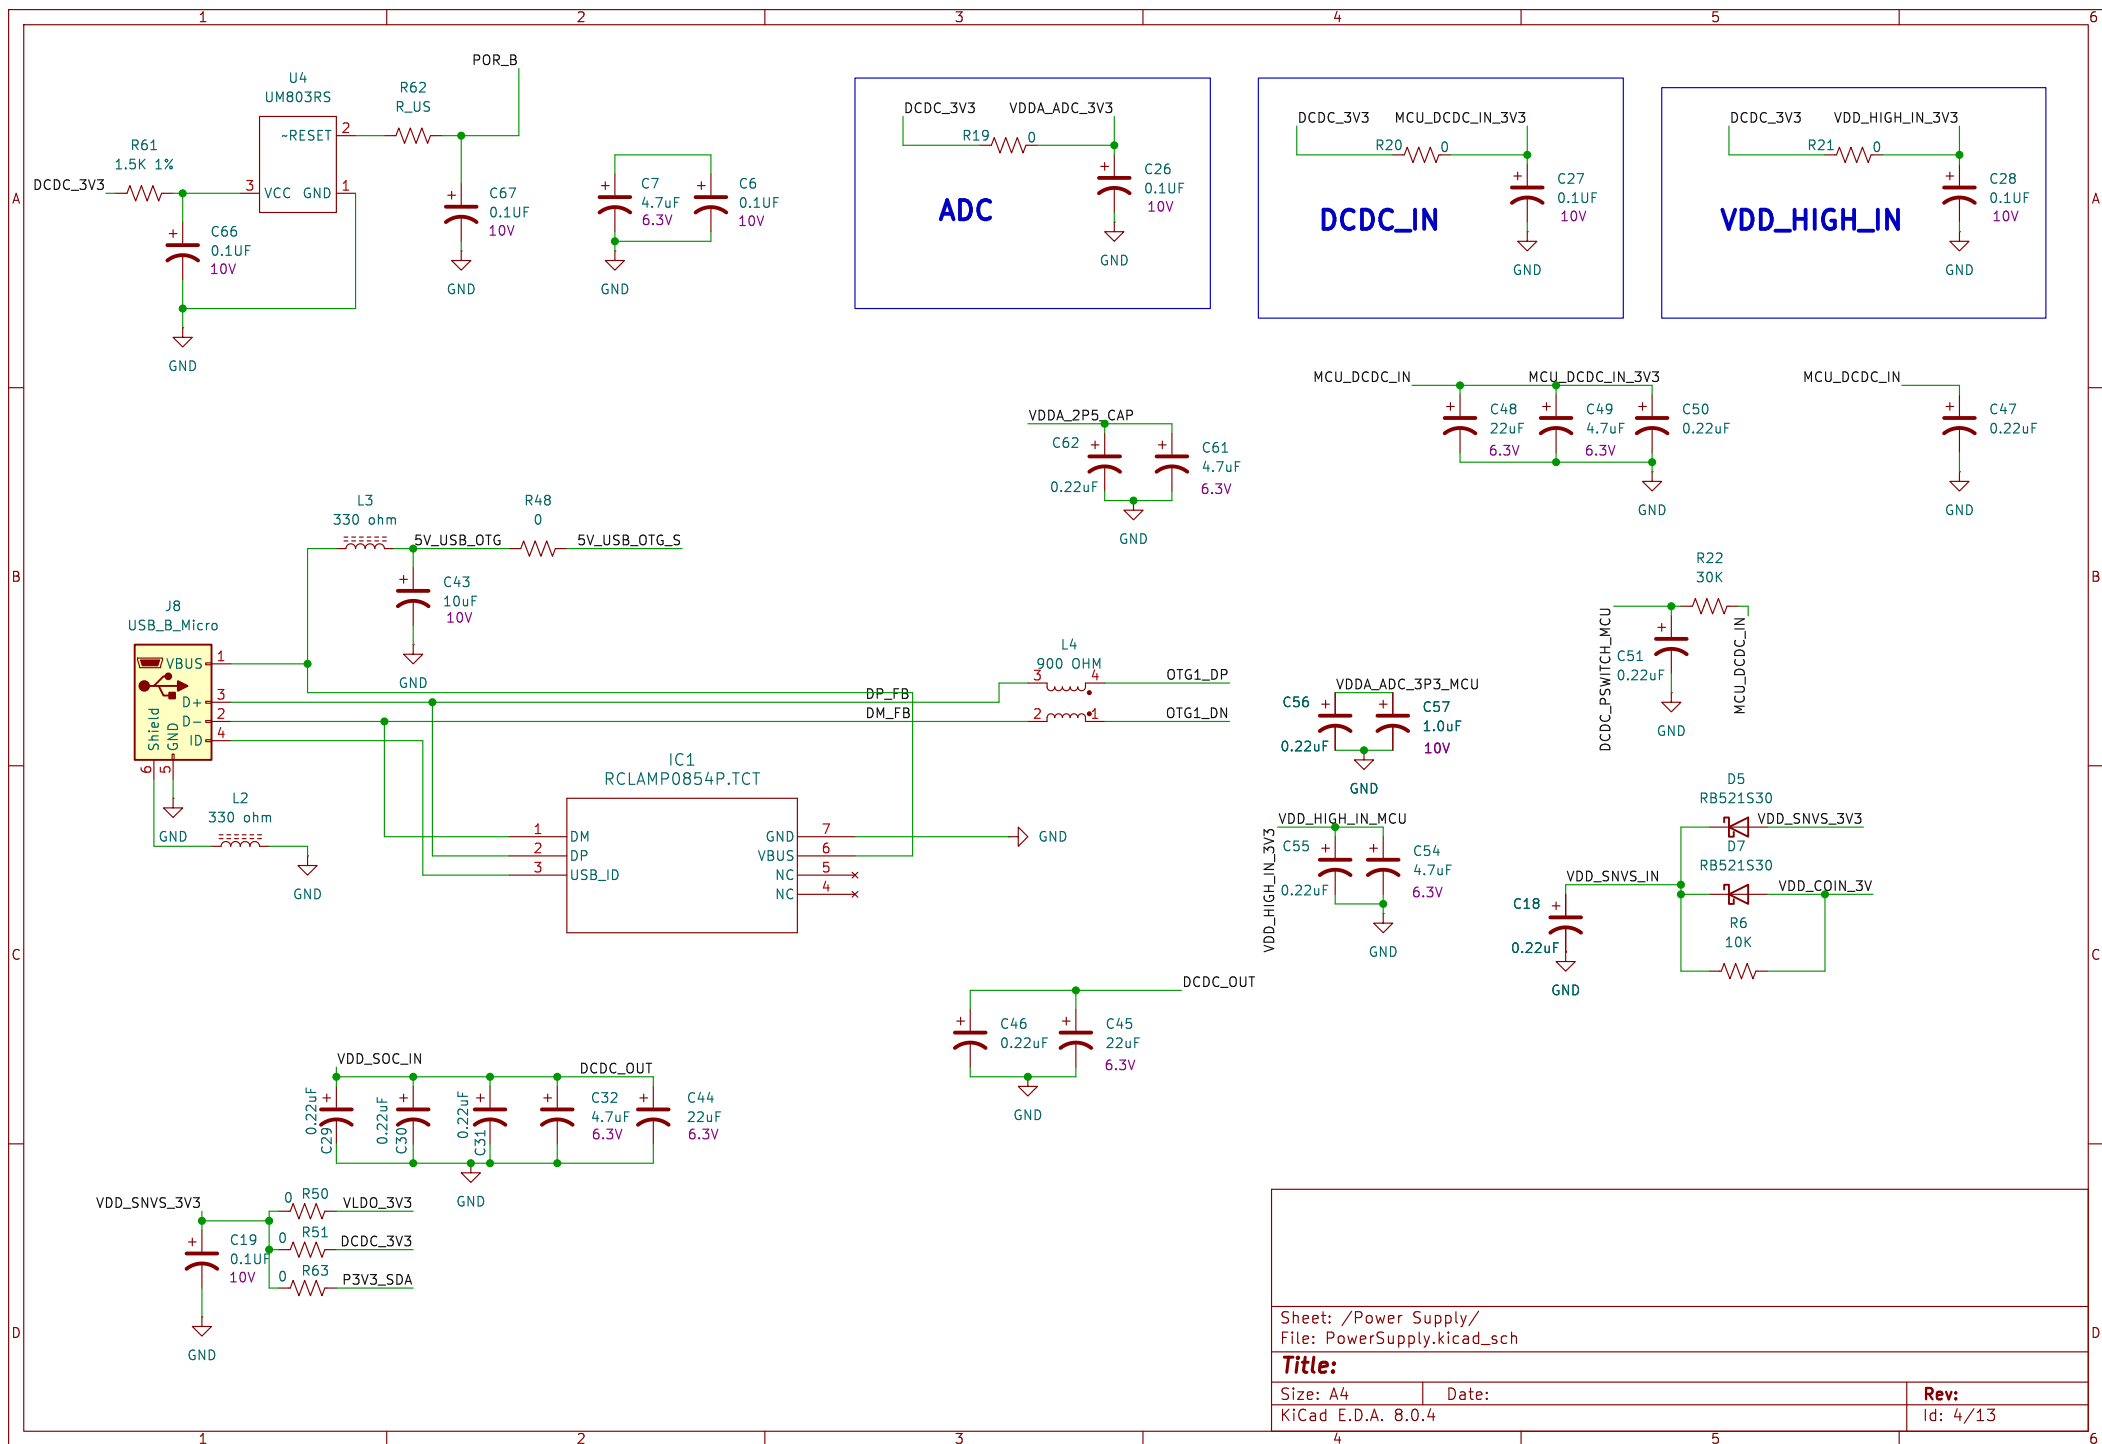 1 2 3 4 5 6
A
A
B
B
C
C
D
D
U4
UM803RS
~RESET
VCC
GND
2
3
1
R61
1.5K 1%
DCDC_3V3
R62
R_US
POR_B
C66
0.1UF
10V
GND
C67
0.1UF
10V
GND
C7
4.7uF
6.3V
C6
0.1UF
10V
GND
DCDC_3V3
VDDA_ADC_3V3
R19
0
C26
0.1UF
10V
ADC
GND
DCDC_3V3
MCU_DCDC_IN_3V3
R20
0
C27
0.1UF
10V
DCDC_IN
GND
DCDC_3V3
VDD_HIGH_IN_3V3
R21
0
C28
0.1UF
10V
VDD_HIGH_IN
GND
MCU_DCDC_IN
MCU_DCDC_IN_3V3
C48
22uF
6.3V
C49
4.7uF
6.3V
C50
0.22uF
GND
MCU_DCDC_IN
C47
0.22uF
GND
VDDA_2P5_CAP
C62
0.22uF
C61
4.7uF
6.3V
GND
L3
330 ohm
5V_USB_OTG
R48
0
5V_USB_OTG_S
C43
10uF
10V
GND
R22
30K
DCDC_PSWITCH_MCU
MCU_DCDC_IN
C51
0.22uF
GND
J8
USB_B_Micro
VBUS
D+
D-
ID
Shield
GND
1
3
2
4
6
5
GND
L2
330 ohm
GND
DP_FB
DM_FB
L4
900 OHM
3
4
2
1
OTG1_DP
OTG1_DN
IC1
RCLAMP0854P.TCT
1
2
3
DM
DP
USB_ID
GND
VBUS
NC
NC
7
6
5
4
GND
VDDA_ADC_3P3_MCU
C56
0.22uF
C57
1.0uF
10V
GND
VDD_HIGH_IN_MCU
VDD_HIGH_IN_3V3
C55
0.22uF
C54
4.7uF
6.3V
GND
D5
RB521S30
VDD_SNVS_3V3
D7
RB521S30
VDD_SNVS_IN
VDD_COIN_3V
C18
0.22uF
GND
R6
10K
DCDC_OUT
C46
0.22uF
C45
22uF
6.3V
GND
VDD_SOC_IN
DCDC_OUT
0.22uF
C29
0.22uF
C30
0.22uF
C31
C32
4.7uF
6.3V
C44
22uF
6.3V
GND
VDD_SNVS_3V3
0
R50
VLDO_3V3
0
R51
DCDC_3V3
0
R63
P3V3_SDA
C19
0.1UF
10V
GND
Sheet: /Power Supply/
File: PowerSupply.kicad_sch
Title:
Size: A4
Date:
Rev:
KiCad E.D.A. 8.0.4
Id: 4/13
1 2 3 4 5 6